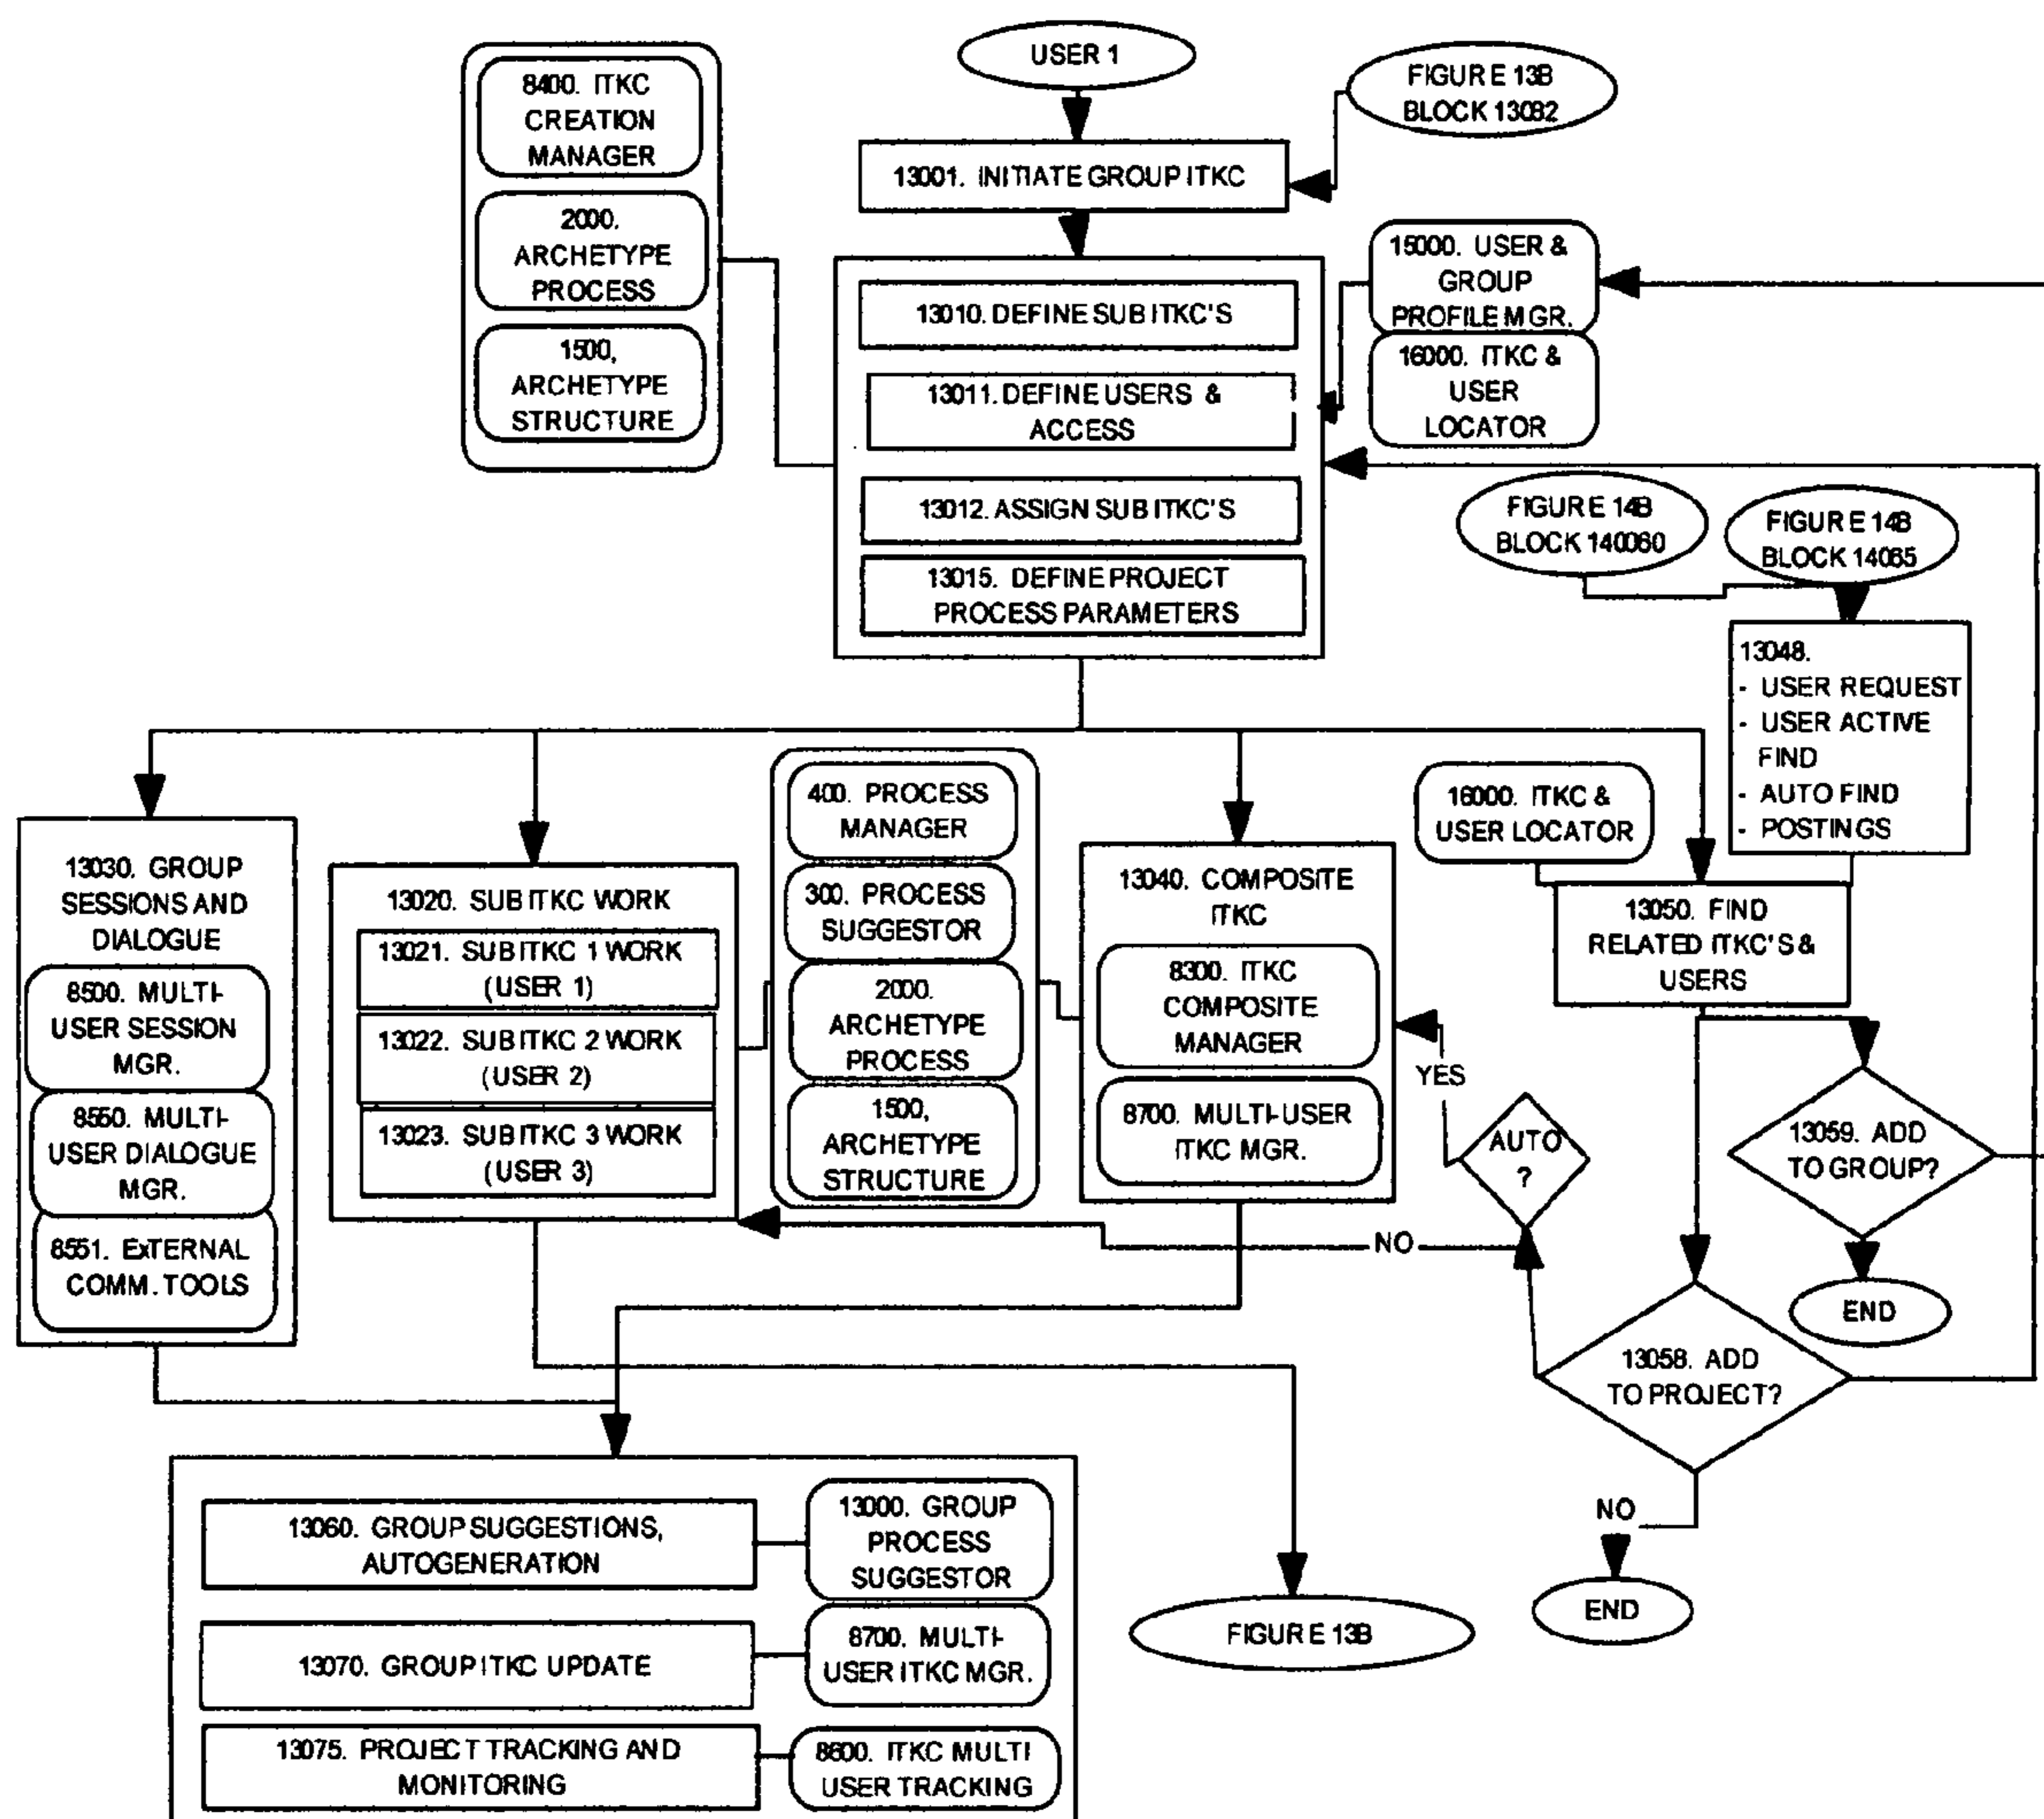 USER 1
FIGURE 13B
BLOCK 13082
8400. ITKC
CREATION
MANAGER
2000.
ARCHETYPE
PROCESS
1500,
ARCHETYPE
STRUCTURE
13001. INITIATE GROUP ITKC
13010. DEFINE SUB ITKC'S
13011. DEFINE USERS &
ACCESS
13012. ASSIGN SUB ITKC'S
13015. DEFINE PROJECT
PROCESS PARAMETERS
15000. USER &
GROUP
PROFILE MGR.
16000. ITKC &
USER
LOCATOR
FIGURE 14B
BLOCK 140060
FIGURE 14B
BLOCK 14065
13048.
- USER REQUEST
- USER ACTIVE
FIND
- AUTO FIND
- POSTINGS
13030. GROUP
SESSIONS AND
DIALOGUE
8500. MULTI-
USER SESSION
MGR.
8550. MULTI-
USER DIALOGUE
MGR.
8551. EXTERNAL
COMM. TOOLS
13020. SUB ITKC WORK
13021. SUB ITKC 1 WORK
(USER 1)
13022. SUB ITKC 2 WORK
(USER 2)
13023. SUB ITKC 3 WORK
(USER 3)
400. PROCESS
MANAGER
300. PROCESS
SUGGESTOR
2000.
ARCHETYPE
PROCESS
1500,
ARCHETYPE
STRUCTURE
13040. COMPOSITE
ITKC
8300. ITKC
COMPOSITE
MANAGER
8700. MULTI-USER
ITKC MGR.
16000. ITKC &
USER LOCATOR
13050. FIND
RELATED ITKC'S &
USERS
YES
AUTO
?
NO
13059. ADD
TO GROUP?
END
13058. ADD
TO PROJECT?
NO
END
13060. GROUP SUGGESTIONS,
AUTOGENERATION
13000. GROUP
PROCESS
SUGGESTOR
13070. GROUP ITKC UPDATE
8700. MULTI-
USER ITKC MGR.
13075. PROJECT TRACKING AND
MONITORING
8600. ITKC MULTI
USER TRACKING
FIGURE 13B